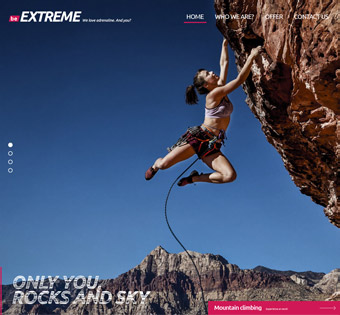 be EXTREME We love adrenaline. And you?
HOME WHO WE ARE? OFFER CONTACT US
ONLY YOU,
ROCKS AND SKY
Mountain climbing